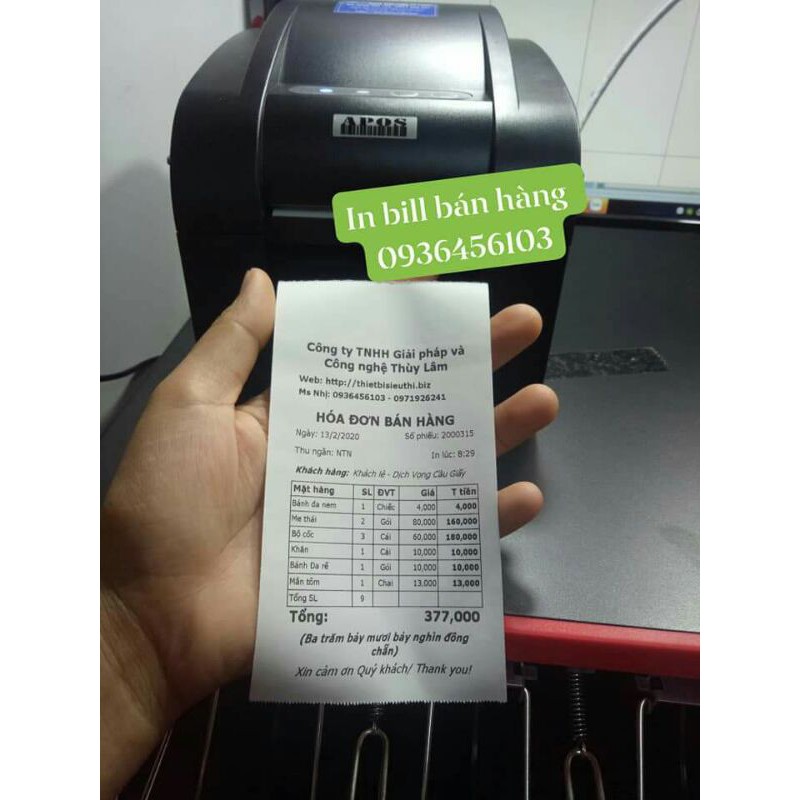 APOS
In bill bán hàng
0936456103
Công ty TNHH Giải pháp và
Công nghệ Thùy Lâm
Web: http://thietbisieuthi.biz
Ms Nhị: 0936456103 - 0971926241
HÓA ĐƠN BÁN HÀNG
Ngày: 13/2/2020 Số phiếu: 2000315
Thu ngân: NTN In lúc: 8:29
Khách hàng: Khách lẻ - Dịch Vọng Cầu Giấy
Mặt hàng SL ĐVT Giá T tiền
Bánh đa nem 1 Chiếc 4,000 4,000
Me thái 2 Gói 80,000 160,000
Bộ cốc 3 Cái 60,000 180,000
Khăn 1 Cái 10,000 10,000
Bánh Đa rế 1 Gói 10,000 10,000
Mắn tôm 1 Chai 13,000 13,000
Tổng SL 9
Tổng: 377,000
(Ba trăm bảy mươi bảy nghìn đồng
chẵn)
Xin cảm ơn Quý khách/ Thank you!